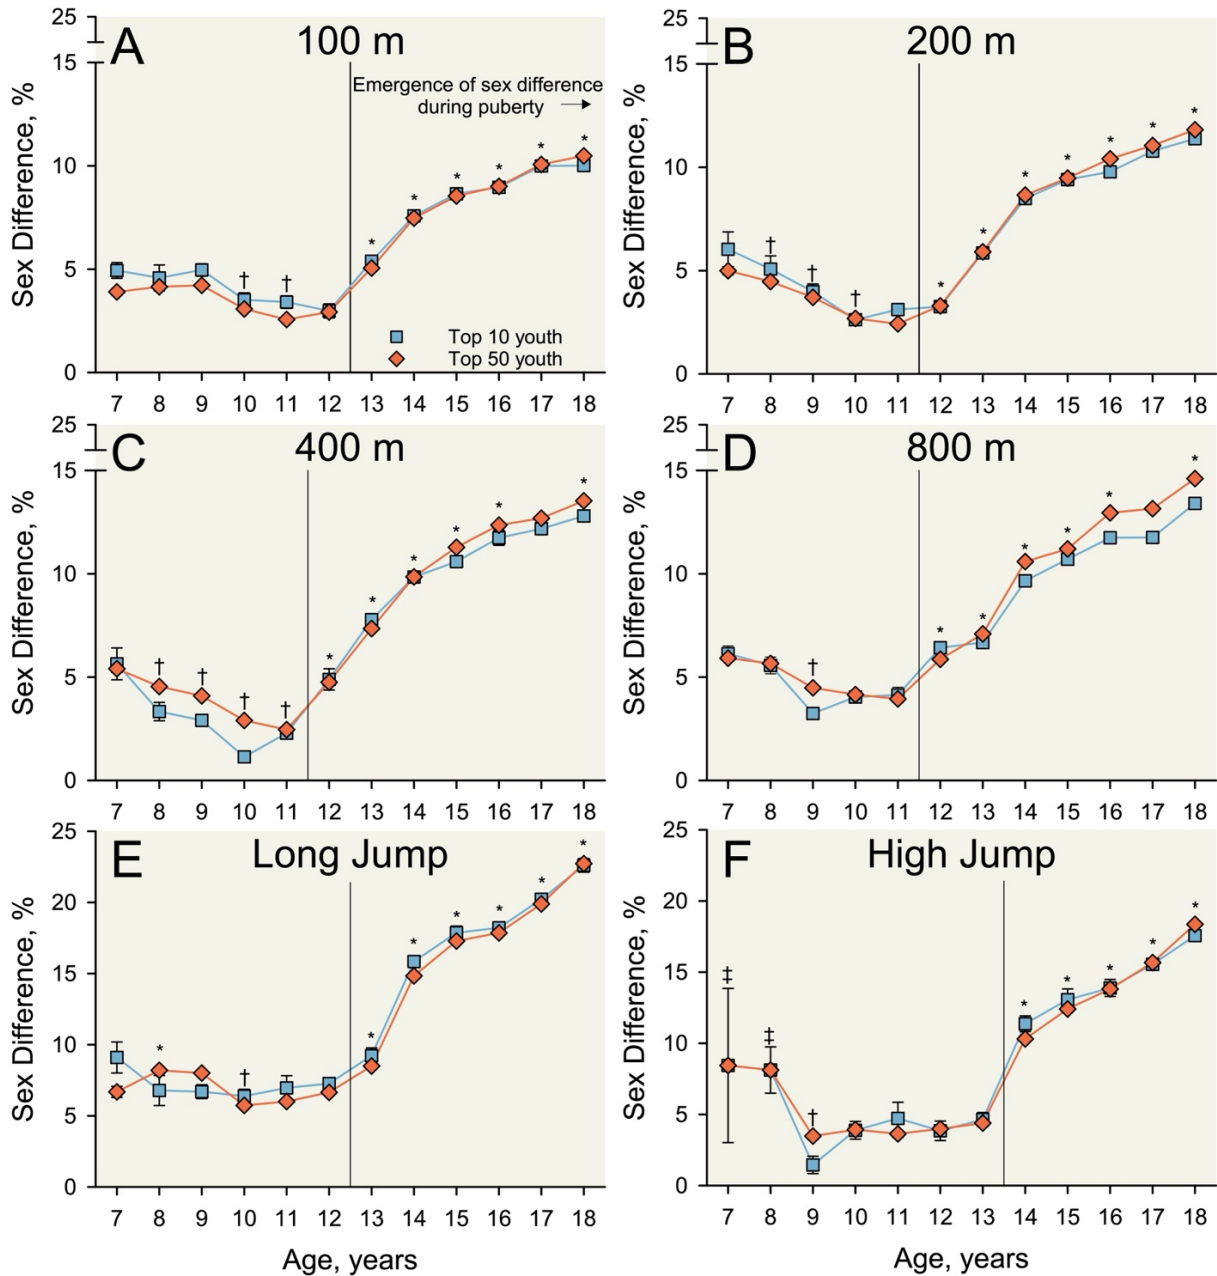 A
100 m
Emergence of sex difference
during puberty
25
15
10
5
0
Sex Difference, %
† †
* * * * * *
Top 10 youth
Top 50 youth
7 8 9 10 11 12 13 14 15 16 17 18
B
200 m
25
15
10
5
0
Sex Difference, %
† † †
* * * * * * *
7 8 9 10 11 12 13 14 15 16 17 18
C
400 m
25
15
10
5
0
Sex Difference, %
† † † †
* * * * * *
7 8 9 10 11 12 13 14 15 16 17 18
D
800 m
25
15
10
5
0
Sex Difference, %
†
* * * * * *
7 8 9 10 11 12 13 14 15 16 17 18
E
Long Jump
25
20
15
10
5
0
Sex Difference, %
* † * * * * * *
7 8 9 10 11 12 13 14 15 16 17 18
Age, years
F
High Jump
25
20
15
10
5
0
Sex Difference, %
‡ ‡ † * * * * *
7 8 9 10 11 12 13 14 15 16 17 18
Age, years